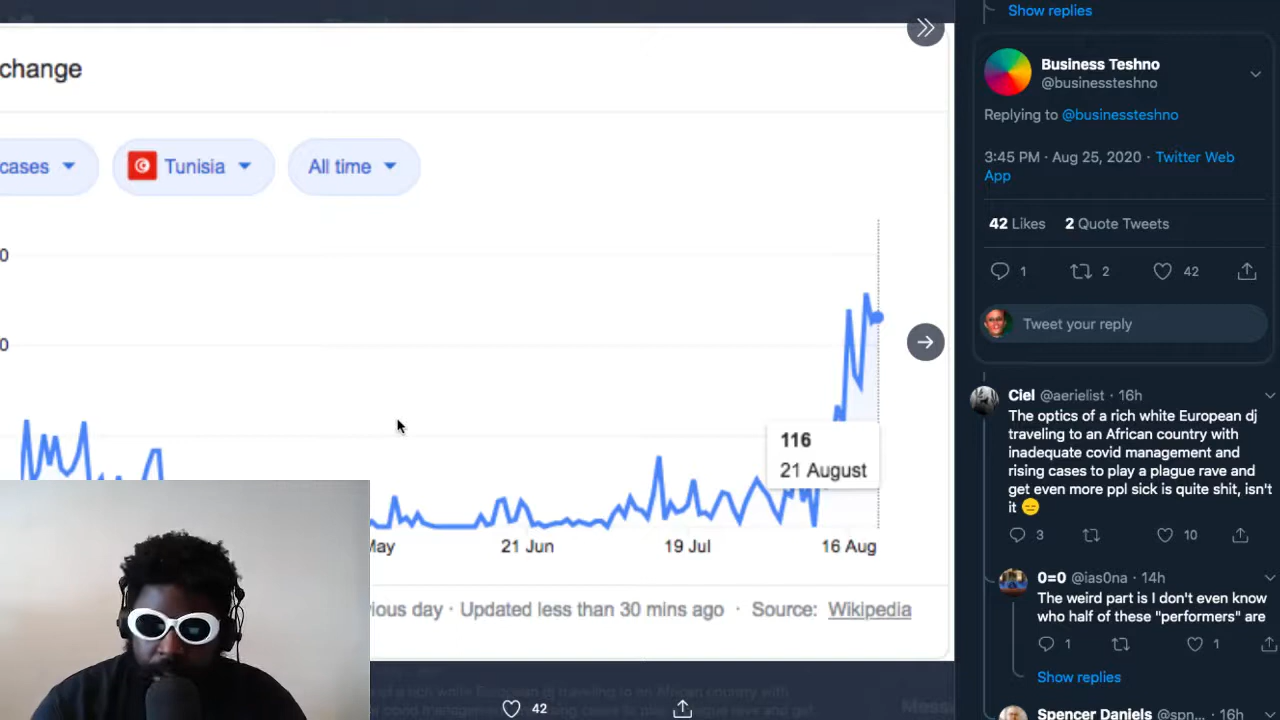 change
cases
Tunisia
All time
0
0
116
21 August
May
21 Jun
19 Jul
16 Aug
ious day · Updated less than 30 mins ago · Source: Wikipedia
42
Show replies
Business Teshno
@businessteshno
Replying to @businessteshno
3:45 PM · Aug 25, 2020 · Twitter Web
App
42 Likes 2 Quote Tweets
1 2 42
Tweet your reply
Ciel @aerielist · 16h
The optics of a rich white European dj
traveling to an African country with
inadequate covid management and
rising cases to play a plague rave and
get even more ppl sick is quite shit, isn't
it 😑
3 10
0=0 @ias0na · 14h
The weird part is I don't even know
who half of these "performers" are
1 1
Show replies
Spencer Daniels @spn... · 16h